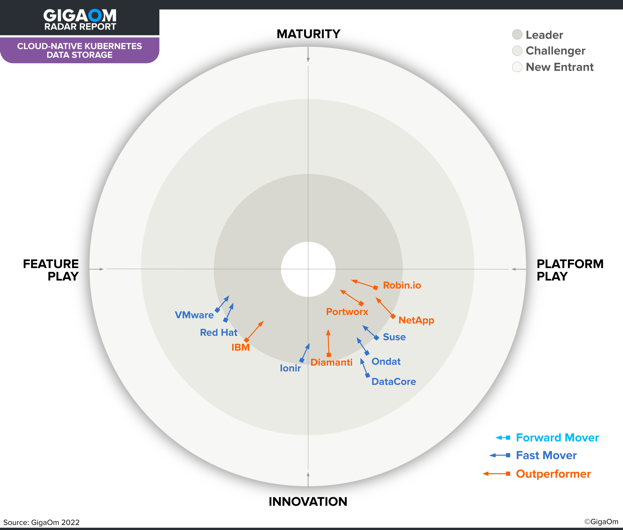 GIGAOM
RADAR REPORT
CLOUD-NATIVE KUBERNETES
DATA STORAGE
MATURITY
Leader
Challenger
New Entrant
FEATURE
PLAY
PLATFORM
PLAY
Robin.io
Portworx
NetApp
VMware
Red Hat
IBM
Suse
Ionir
Diamanti
Ondat
DataCore
Forward Mover
Fast Mover
Outperformer
INNOVATION
Source: GigaOm 2022
©GigaOm